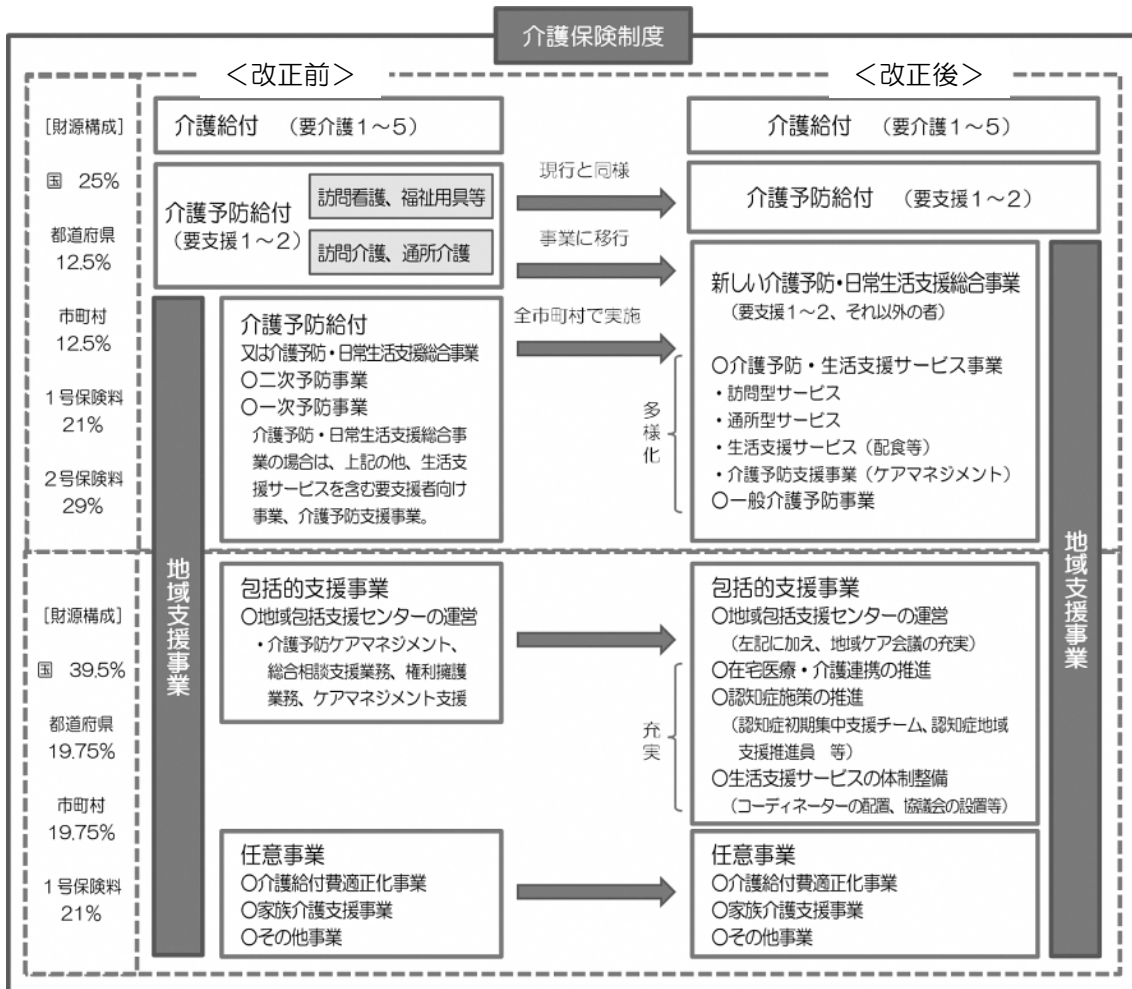 介護保険制度
＜改正前＞
＜改正後＞
[財源構成]
国 25%
都道府県
12.5%
市町村
12.5%
1号保険料
21%
2号保険料
29%
介護給付 （要介護1～5）
介護予防給付
（要支援1～2）
訪問看護、福祉用具等
訪問介護、通所介護
現行と同様
事業に移行
全市町村で実施
多様化
介護給付 （要介護1～5）
介護予防給付 （要支援1～2）
地域支援事業
介護予防給付
又は介護予防・日常生活支援総合事業
○二次予防事業
○一次予防事業
介護予防・日常生活支援総合事
業の場合は、上記の他、生活支
援サービスを含む要支援者向け
事業、介護予防支援事業。
新しい介護予防・日常生活支援総合事業
（要支援1～2、それ以外の者）
○介護予防・生活支援サービス事業
・訪問型サービス
・通所型サービス
・生活支援サービス（配食等）
・介護予防支援事業（ケアマネジメント）
○一般介護予防事業
地域支援事業
[財源構成]
国 39.5%
都道府県
19.75%
市町村
19.75%
1号保険料
21%
包括的支援事業
○地域包括支援センターの運営
・介護予防ケアマネジメント、
総合相談支援業務、権利擁護
業務、ケアマネジメント支援
充実
包括的支援事業
○地域包括支援センターの運営
（左記に加え、地域ケア会議の充実）
○在宅医療・介護連携の推進
○認知症施策の推進
（認知症初期集中支援チーム、認知症地域
支援推進員 等）
○生活支援サービスの体制整備
（コーディネーターの配置、協議会の設置等）
任意事業
○介護給付費適正化事業
○家族介護支援事業
○その他事業
任意事業
○介護給付費適正化事業
○家族介護支援事業
○その他事業